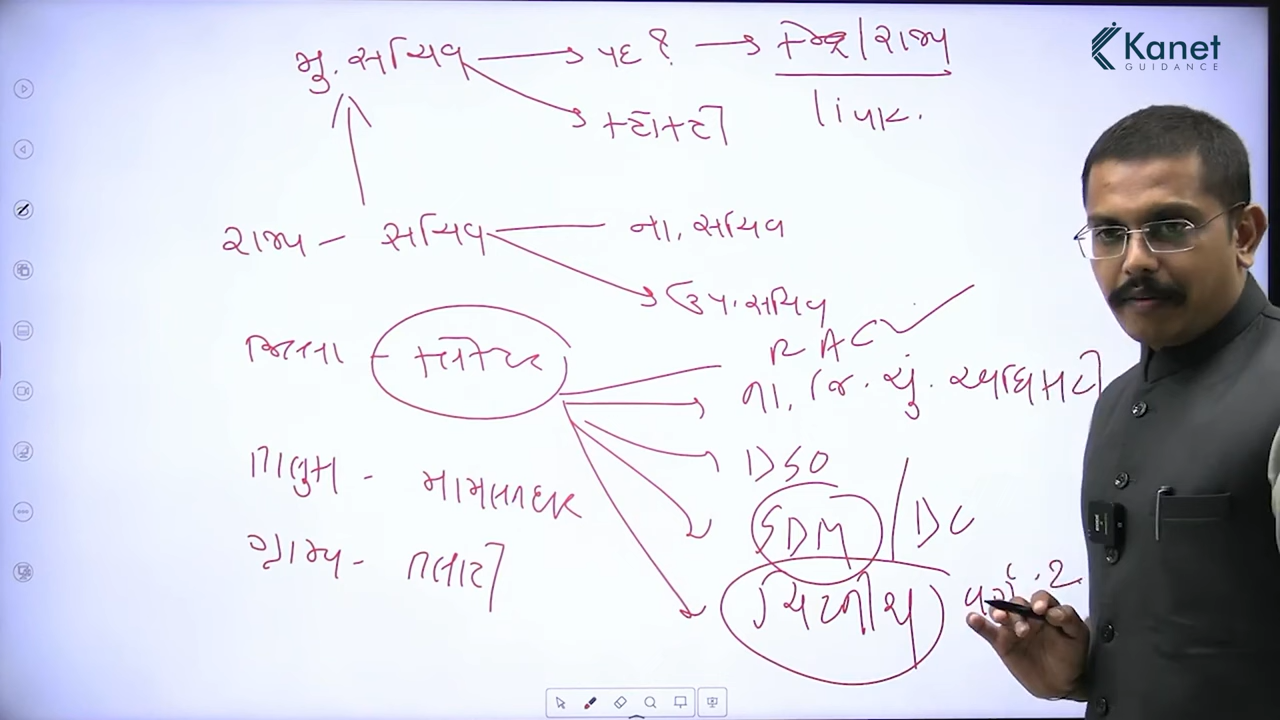 Kanet
GUIDANCE
મુ. સચિવ → પદ ? → કેન્દ્ર | રાજ્ય
link.
રાજ્ય - સચિવ ના. સચિવ
ઉપ. સચિવ
જિલ્લા - કલેક્ટર RAC
ના. જિ. ચું. અધિકારી
DSO
તાલુકા - મામલતદાર SDM / DC
ગ્રામ્ય - તલાટી ચિટનીશ વર્ગ. 2